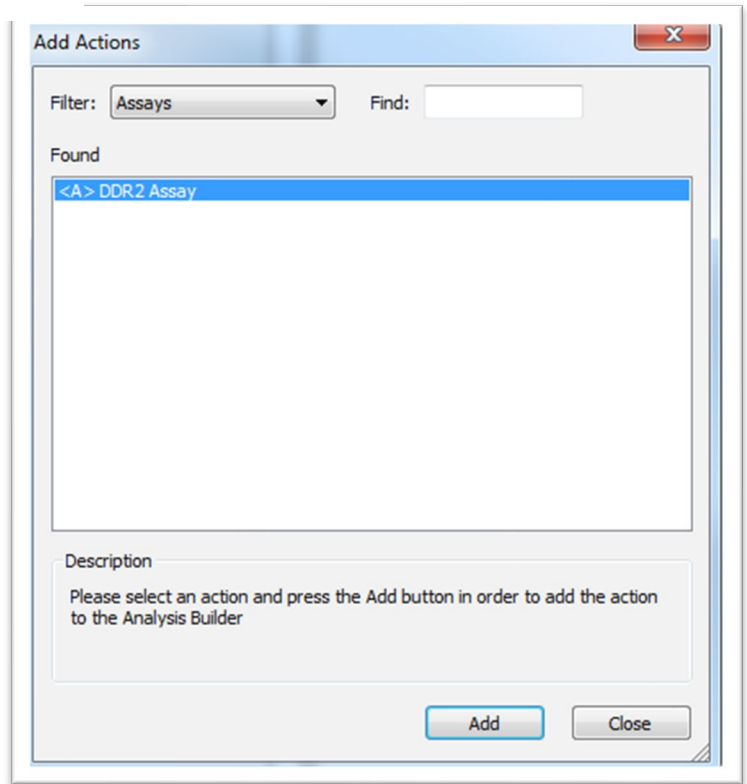 Add Actions
Filter: Assays Find:
Found
<A> DDR2 Assay
Description
Please select an action and press the Add button in order to add the action
to the Analysis Builder
Add Close